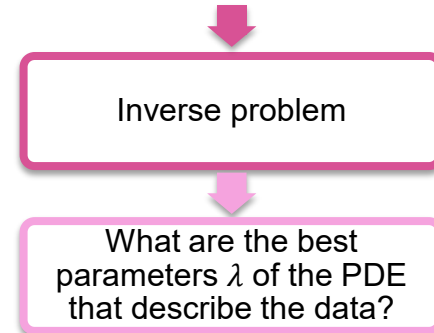 Inverse problem
What are the best
parameters 𝜆 of the PDE
that describe the data?